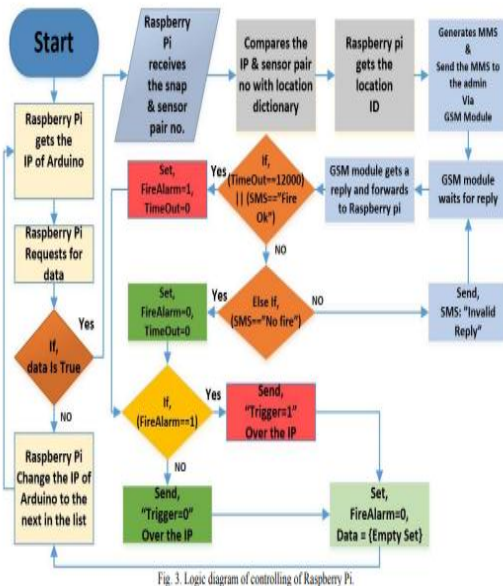 Start
Raspberry Pi
gets the
IP of Arduino
Raspberry Pi
Requests for
data
If,
data is True
Yes
NO
Raspberry Pi
Change the IP of
Arduino to the
next in the list
Raspberry
Pi
receives
the snap
& sensor
pair no.
Compares the
IP & sensor pair
no with location
dictionary
Raspberry pi
gets the
location
ID
Generates MMS
&
Send the MMS to
the admin
Via
GSM Module
GSM module
waits for reply
GSM module gets a
reply and forwards
to Raspberry pi
If,
(TimeOut==12000)
|| (SMS=="Fire
Ok")
Yes
Set,
FireAlarm=1,
TimeOut=0
NO
Else If,
(SMS=="No fire")
Yes
Set,
FireAlarm=0,
TimeOut=0
NO
Send,
SMS: "Invalid
Reply"
If,
(FireAlarm==1)
Yes
Send,
"Trigger=1"
Over the IP
NO
Send,
"Trigger=0"
Over the IP
Set,
FireAlarm=0,
Data = {Empty Set}
Fig. 3. Logic diagram of controlling of Raspberry Pi.